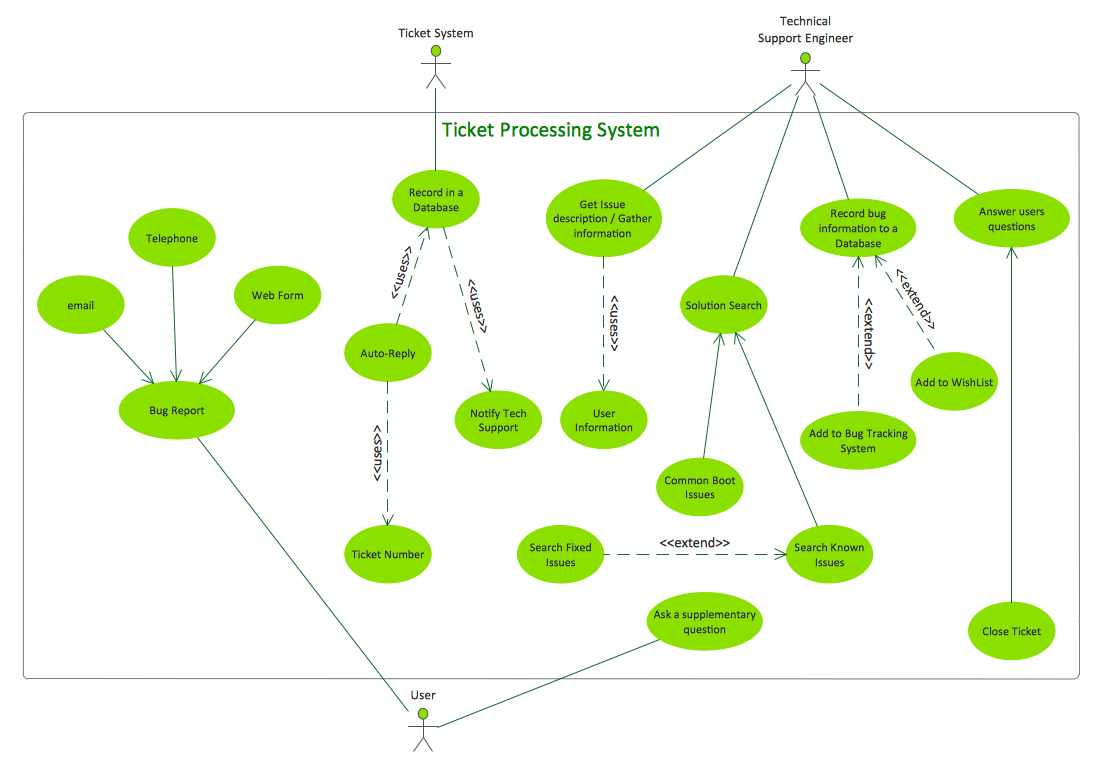 Ticket System
Technical
Support Engineer
Ticket Processing System
Record in a
Database
Get Issue
description / Gather
information
Record bug
information to a
Database
Answer users
questions
Telephone
email
Web Form
<<uses>>
<<uses>>
<<uses>>
<<extend>>
<<extend>>
Solution Search
Auto-Reply
Add to WishList
Bug Report
Notify Tech
Support
User
Information
Add to Bug Tracking
System
<<uses>>
Common Boot
Issues
Ticket Number
Search Fixed
Issues
<<extend>>
Search Known
Issues
Ask a supplementary
question
Close Ticket
User